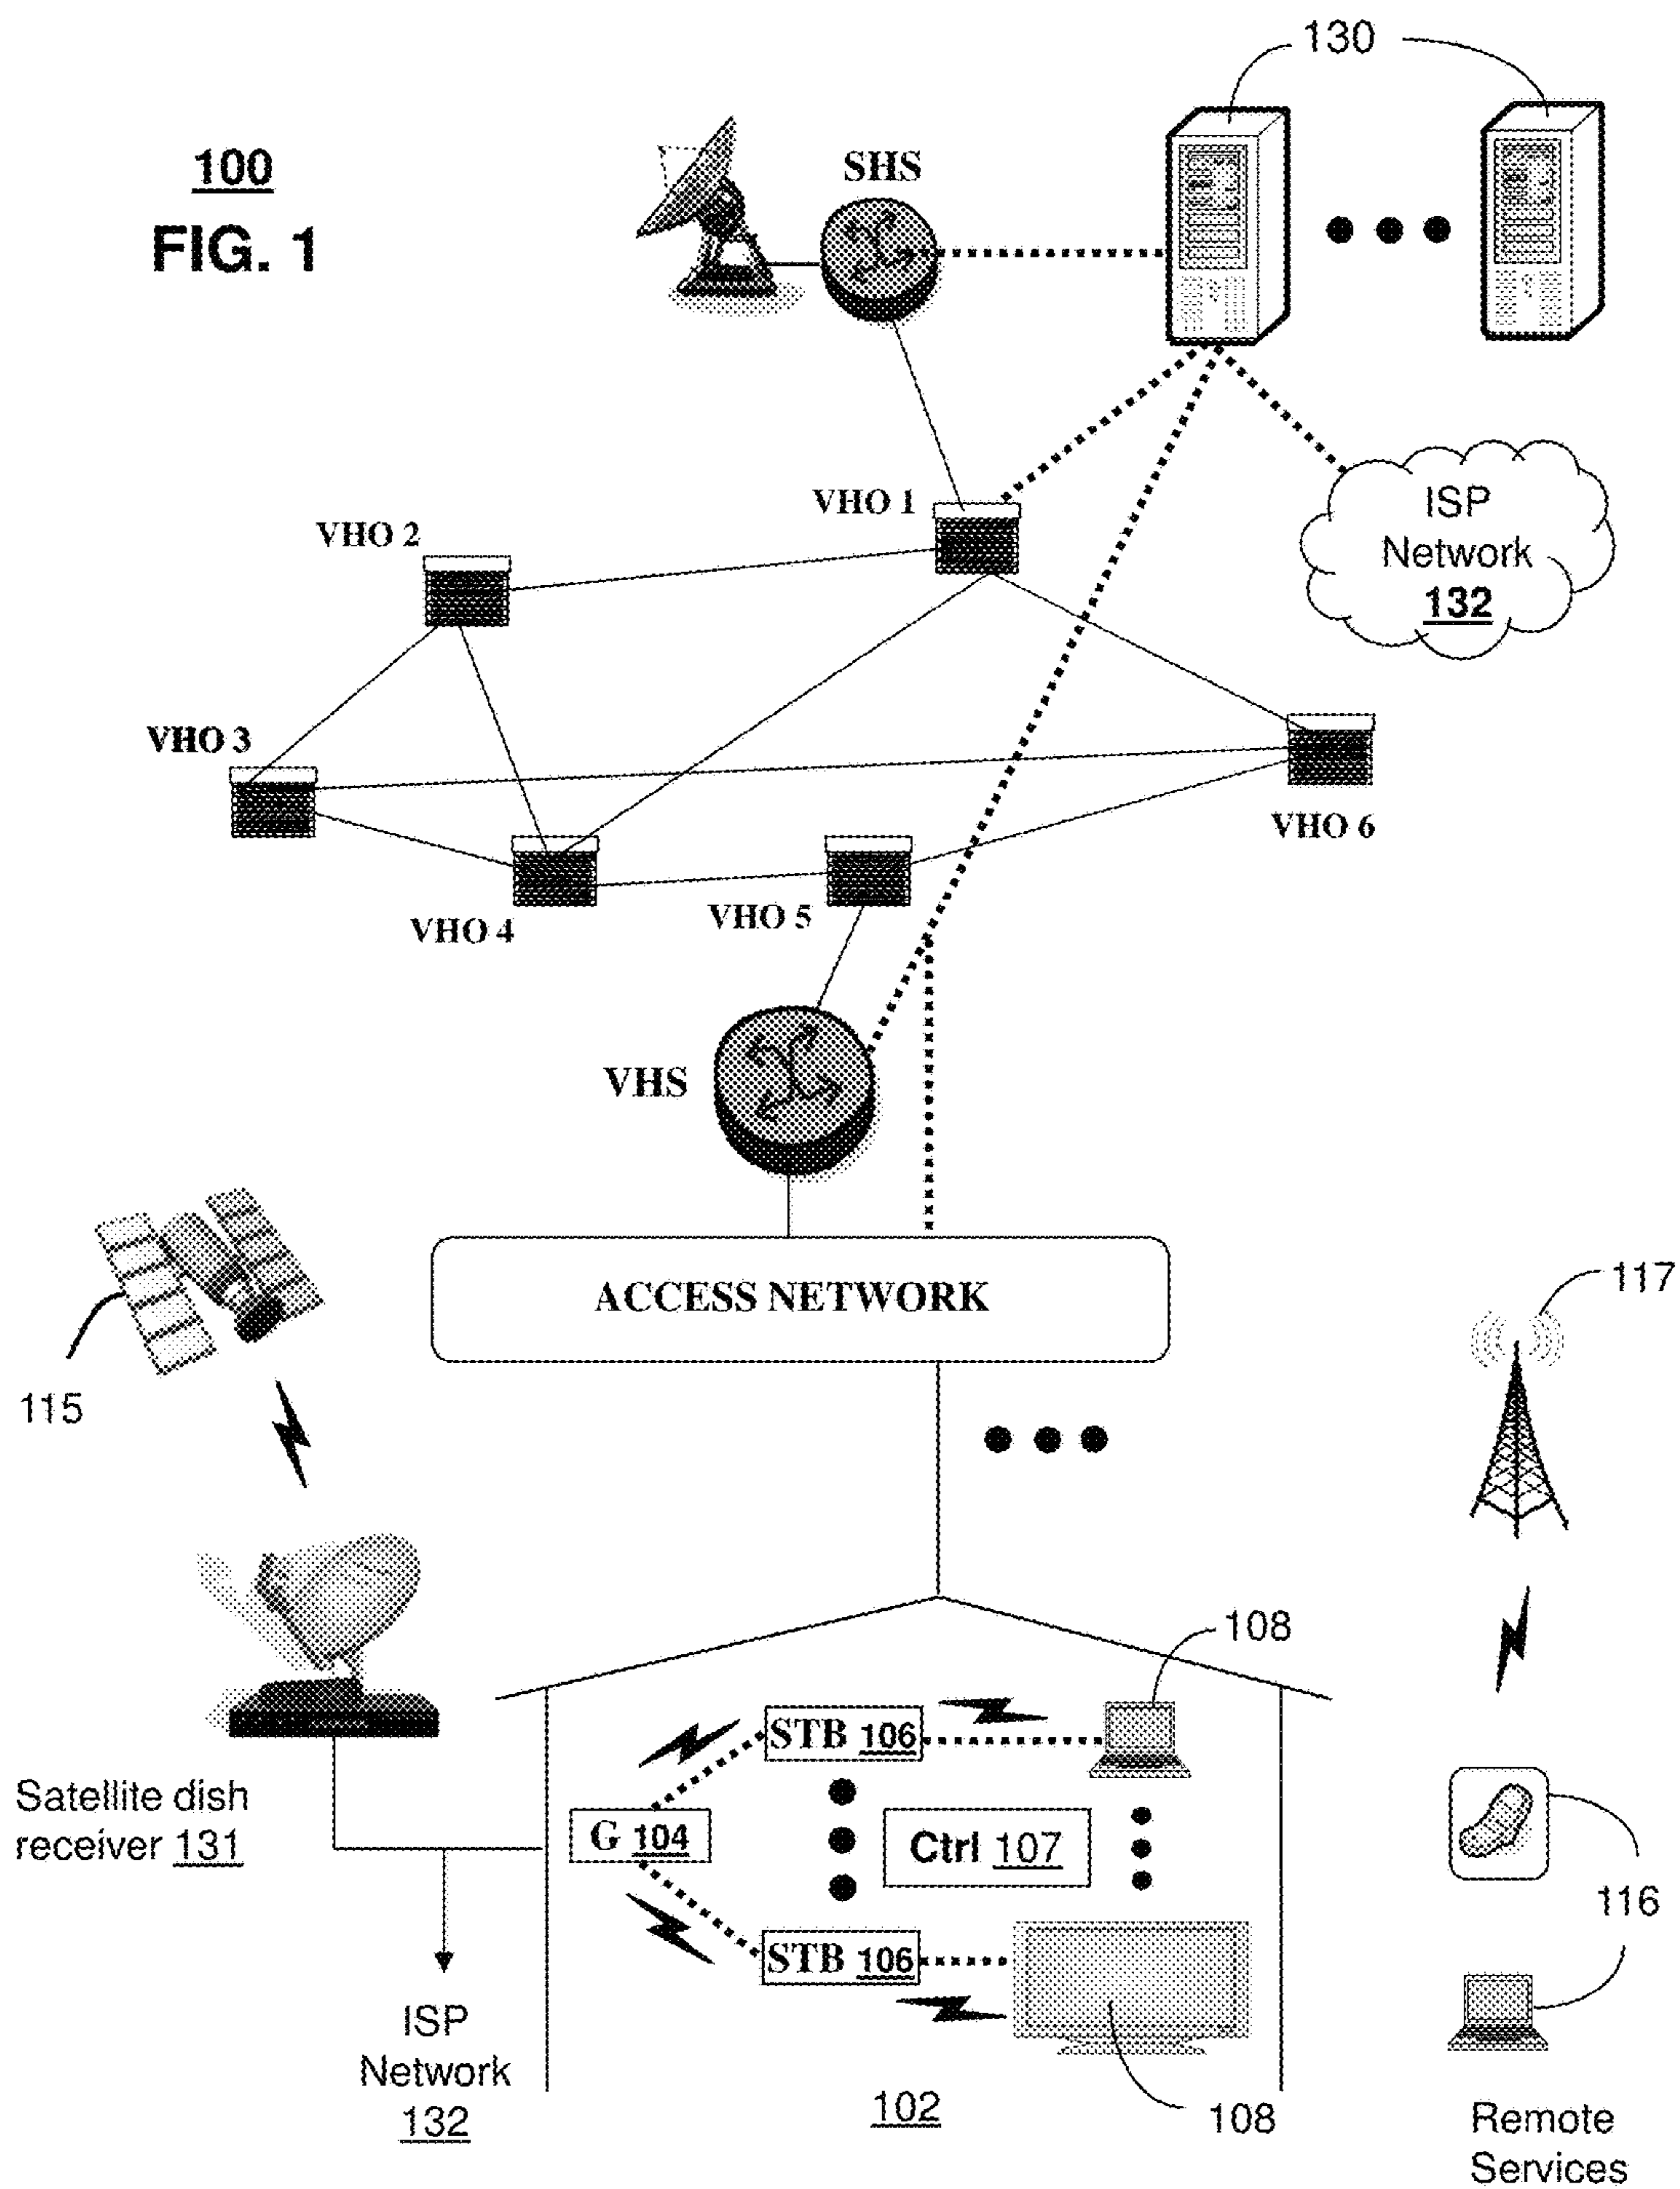 130
100
FIG. 1
SHS
VHO 1
ISP
Network
132
VHO 2
VHO 3
VHO 6
VHO 4
VHO 5
VHS
ACCESS NETWORK
117
115
108
STB 106
Satellite dish
receiver 131
G 104
Ctrl 107
116
STB 106
ISP
Network
132
102
108
Remote
Services